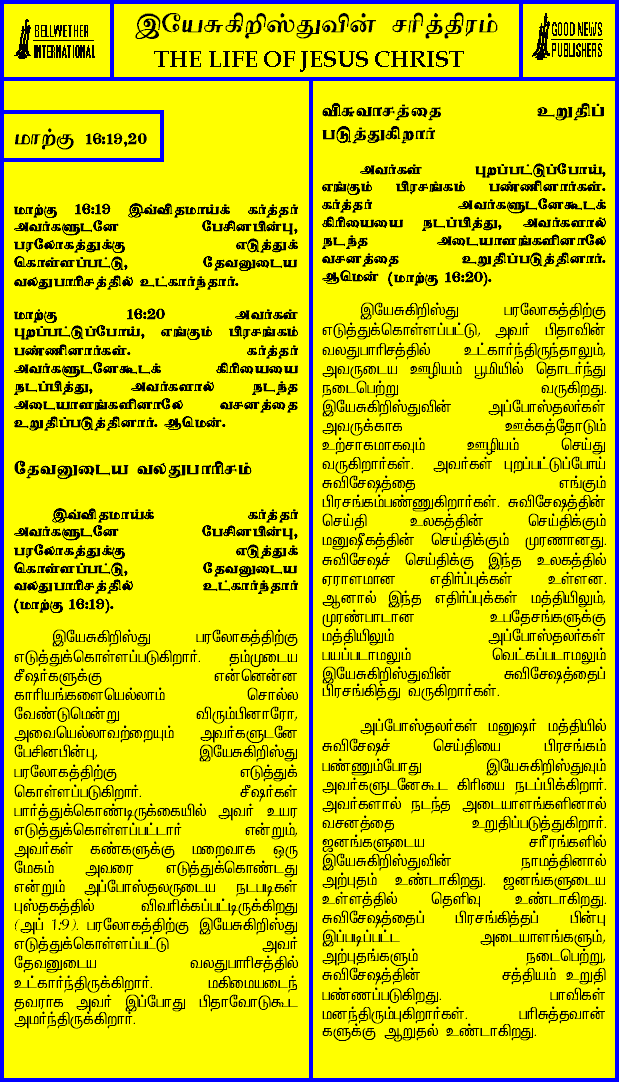 BELLWETHER
INTERNATIONAL
இயேசுகிறிஸ்துவின் சரித்திரம்
THE LIFE OF JESUS CHRIST
GOOD NEWS
PUBLISHERS
மாற்கு 16:19,20
மாற்கு 16:19 இவ்விதமாய்க் கர்த்தர்
அவர்களுடனே பேசினபின்பு,
பரலோகத்துக்கு எடுத்துக்
கொள்ளப்பட்டு, தேவனுடைய
வலதுபாரிசத்தில் உட்கார்ந்தார்.
மாற்கு 16:20 அவர்கள்
புறப்பட்டுப்போய், எங்கும் பிரசங்கம்
பண்ணினார்கள். கர்த்தர்
அவர்களுடனேகூடக் கிரியையை
நடப்பித்து, அவர்களால் நடந்த
அடையாளங்களினாலே வசனத்தை
உறுதிப்படுத்தினார். ஆமென்.
தேவனுடைய வலதுபாரிசம்
இவ்விதமாய்க் கர்த்தர்
அவர்களுடனே பேசினபின்பு,
பரலோகத்துக்கு எடுத்துக்
கொள்ளப்பட்டு, தேவனுடைய
வலதுபாரிசத்தில் உட்கார்ந்தார்
(மாற்கு 16:19).
இயேசுகிறிஸ்து பரலோகத்திற்கு
எடுத்துக்கொள்ளப்படுகிறார். தம்முடைய
சீஷர்களுக்கு என்னென்ன
காரியங்களையெல்லாம் சொல்ல
வேண்டுமென்று விரும்பினாரோ,
அவையெல்லாவற்றையும் அவர்களுடனே
பேசினபின்பு, இயேசுகிறிஸ்து
பரலோகத்திற்கு எடுத்துக்
கொள்ளப்படுகிறார். சீஷர்கள்
பார்த்துக்கொண்டிருக்கையில் அவர் உயர
எடுத்துக்கொள்ளப்பட்டார் என்றும்,
அவர்கள் கண்களுக்கு மறைவாக ஒரு
மேகம் அவரை எடுத்துக்கொண்டது
என்றும் அப்போஸ்தலருடைய நடபடிகள்
புஸ்தகத்தில் விவரிக்கப்பட்டிருக்கிறது
(அப் 1:9). பரலோகத்திற்கு இயேசுகிறிஸ்து
எடுத்துக்கொள்ளப்பட்டு அவர்
தேவனுடைய வலதுபாரிசத்தில்
உட்கார்ந்திருக்கிறார். மகிமையடைந்
தவராக அவர் இப்போது பிதாவோடுகூட
அமர்ந்திருக்கிறார்.
விசுவாசத்தை உறுதிப்
படுத்துகிறார்
அவர்கள் புறப்பட்டுப்போய்,
எங்கும் பிரசங்கம் பண்ணினார்கள்.
கர்த்தர் அவர்களுடனேகூடக்
கிரியையை நடப்பித்து, அவர்களால்
நடந்த அடையாளங்களினாலே
வசனத்தை உறுதிப்படுத்தினார்.
ஆமென் (மாற்கு 16:20).
இயேசுகிறிஸ்து பரலோகத்திற்கு
எடுத்துக்கொள்ளப்பட்டு, அவர் பிதாவின்
வலதுபாரிசத்தில் உட்கார்ந்திருந்தாலும்,
அவருடைய ஊழியம் பூமியில் தொடர்ந்து
நடைபெற்று வருகிறது.
இயேசுகிறிஸ்துவின் அப்போஸ்தலர்கள்
அவருக்காக ஊக்கத்தோடும்
உற்சாகமாகவும் ஊழியம் செய்து
வருகிறார்கள். அவர்கள் புறப்பட்டுப்போய்
சுவிசேஷத்தை எங்கும்
பிரசங்கம்பண்ணுகிறார்கள். சுவிசேஷத்தின்
செய்தி உலகத்தின் செய்திக்கும்
மனுஷீகத்தின் செய்திக்கும் முரணானது.
சுவிசேஷச் செய்திக்கு இந்த உலகத்தில்
ஏராளமான எதிர்ப்புக்கள் உள்ளன.
ஆனால் இந்த எதிர்ப்புக்கள் மத்தியிலும்,
முரண்பாடான உபதேசங்களுக்கு
மத்தியிலும் அப்போஸ்தலர்கள்
பயப்படாமலும் வெட்கப்படாமலும்
இயேசுகிறிஸ்துவின் சுவிசேஷத்தைப்
பிரசங்கித்து வருகிறார்கள்.
அப்போஸ்தலர்கள் மனுஷர் மத்தியில்
சுவிசேஷச் செய்தியை பிரசங்கம்
பண்ணும்போது இயேசுகிறிஸ்துவும்
அவர்களுடனேகூட கிரியை நடப்பிக்கிறார்.
அவர்களால் நடந்த அடையாளங்களினால்
வசனத்தை உறுதிப்படுத்துகிறார்.
ஜனங்களுடைய சரீரங்களில்
இயேசுகிறிஸ்துவின் நாமத்தினால்
அற்புதம் உண்டாகிறது. ஜனங்களுடைய
உள்ளத்தில் தெளிவு உண்டாகிறது.
சுவிசேஷத்தைப் பிரசங்கித்தப் பின்பு
இப்படிப்பட்ட அடையாளங்களும்,
அற்புதங்களும் நடைபெற்று,
சுவிசேஷத்தின் சத்தியம் உறுதி
பண்ணப்படுகிறது. பாவிகள்
மனந்திரும்புகிறார்கள். பரிசுத்தவான்
களுக்கு ஆறுதல் உண்டாகிறது.